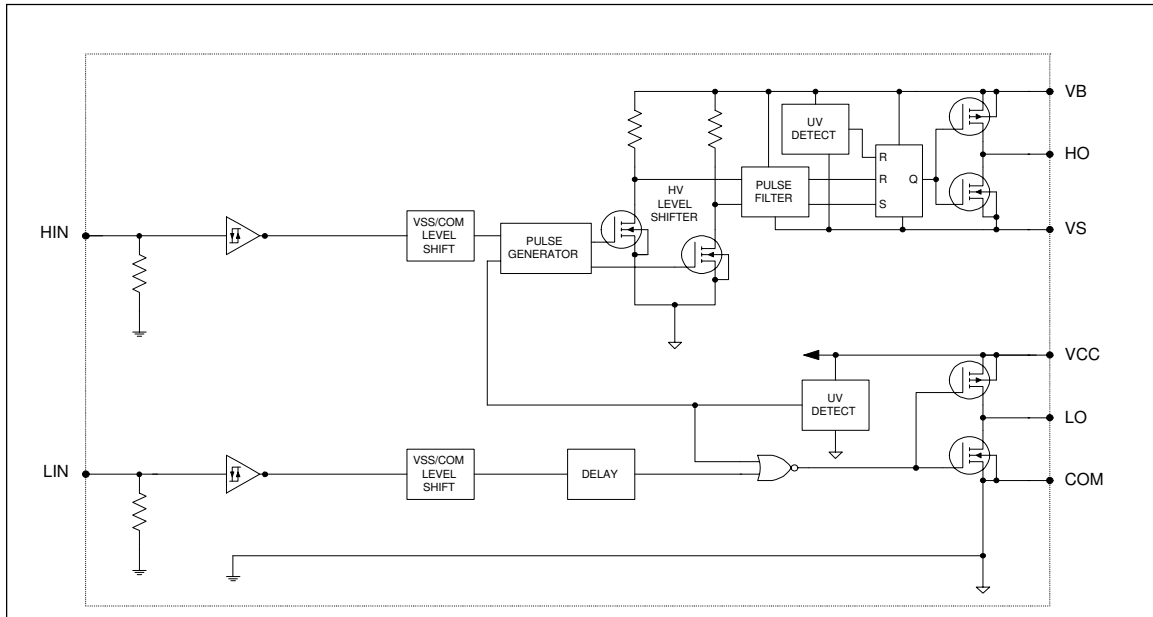 VB
UV
DETECT
R
HO
R
Q
PULSE
FILTER
HV
LEVEL
SHIFTER
S
VSS/COM
LEVEL
SHIFT
HIN
PULSE
GENERATOR
VS
VCC
UV
DETECT
LO
VSS/COM
LEVEL
SHIFT
LIN
DELAY
COM